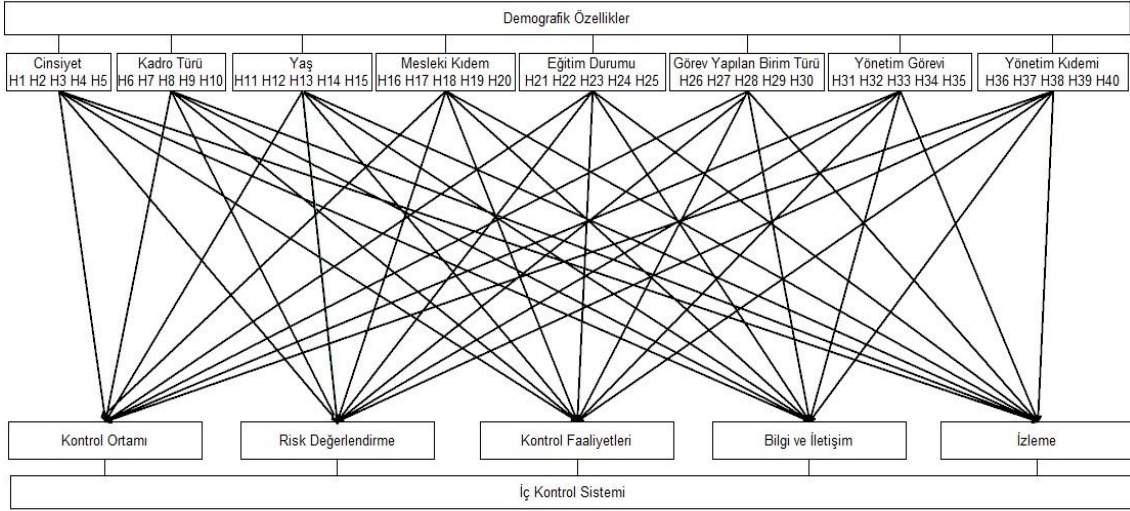 Demografik Özellikler
Cinsiyet
H1 H2 H3 H4 H5
Kadro Türü
H6 H7 H8 H9 H10
Yaş
H11 H12 H13 H14 H15
Mesleki Kıdem
H16 H17 H18 H19 H20
Eğitim Durumu
H21 H22 H23 H24 H25
Görev Yapılan Birim Türü
H26 H27 H28 H29 H30
Yönetim Görevi
H31 H32 H33 H34 H35
Yönetim Kıdemi
H36 H37 H38 H39 H40
Kontrol Ortamı
Risk Değerlendirme
Kontrol Faaliyetleri
Bilgi ve İletişim
İzleme
İç Kontrol Sistemi